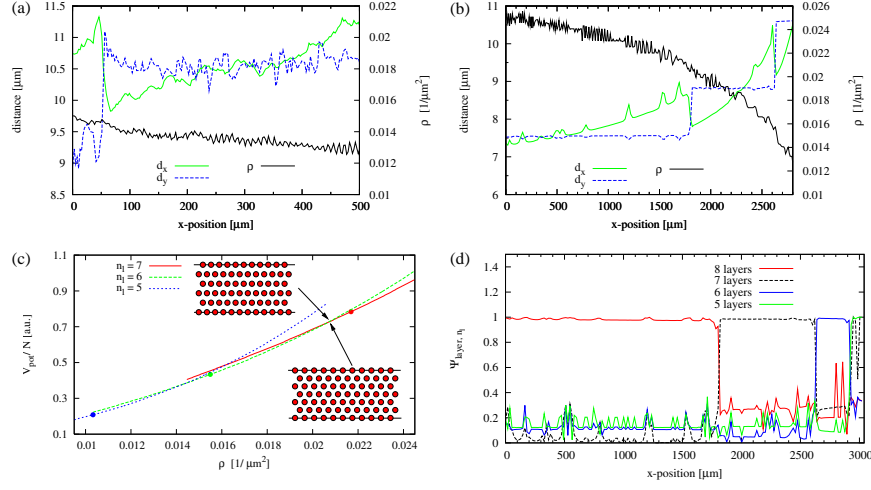 (a)
11.5
11
10.5
10
9.5
9
8.5
distance [μm]
0.022
0.02
0.018
0.016
0.014
0.012
0.01
ρ [1/μm²]
d_x
d_y
ρ
0
100
200
300
400
500
x-position [μm]
(b)
11
10
9
8
7
6
distance [μm]
0.026
0.024
0.022
0.02
0.018
0.016
0.014
0.012
0.01
ρ [1/μm²]
d_x
d_y
ρ
0
500
1000
1500
2000
2500
x-position [μm]
(c)
1.1
0.9
0.7
0.5
0.3
0.1
V_pot / N [a.u.]
n_l = 7
n_l = 6
n_l = 5
0.01
0.012
0.014
0.016
0.018
0.02
0.022
0.024
ρ [1/ μm²]
(d)
1.4
1.2
1
0.8
0.6
0.4
0.2
0
Ψ_layer, n_l
8 layers
7 layers
6 layers
5 layers
0
500
1000
1500
2000
2500
3000
x-position [μm]